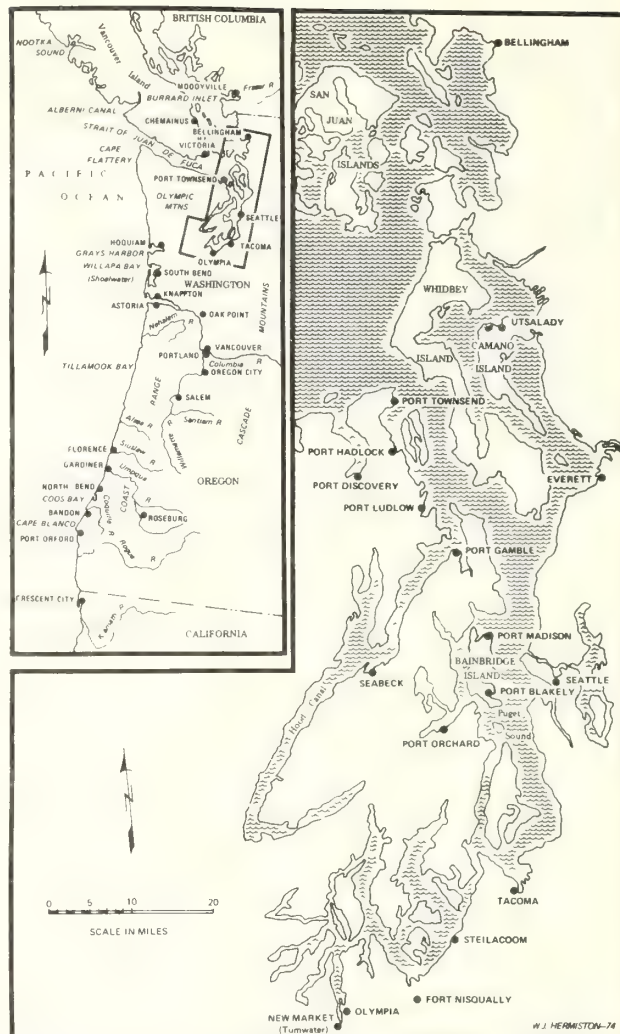 BRITISH COLUMBIA
NOOTKA
SOUND
Vancouver
Island
MOODYVILLE
Fraser R
BURRARD INLET
ALBERNI CANAL
CHEMAINUS
STRAIT OF JUAN DE FUCA
BELLINGHAM
VICTORIA
CAPE
FLATTERY
PORT TOWNSEND
PACIFIC
OCEAN
OLYMPIC
MTNS
SEATTLE
HOQUIAM
TACOMA
GRAYS HARBOR
OLYMPIA
WILLAPA BAY
(Shoalwater)
SOUTH BEND
WASHINGTON
KNAPPTON
ASTORIA
OAK POINT
Nehalem
R
MOUNTAINS
VANCOUVER
PORTLAND
Columbia
R
TILLAMOOK BAY
OREGON CITY
RANGE
SALEM
CASCADE
Alsea R
Santiam R
Siuslaw
R
Willamette
R
FLORENCE
GARDINER
Umpqua
R
OREGON
NORTH BEND
COOS BAY
COAST
BANDON
Coquille
R
ROSEBURG
CAPE BLANCO
PORT ORFORD
Rogue
R
CRESCENT CITY
R
CALIFORNIA
BELLINGHAM
SAN
JUAN
ISLANDS
WHIDBEY
ISLAND
UTSALADY
CAMANO
ISLAND
PORT TOWNSEND
PORT HADLOCK
PORT DISCOVERY
EVERETT
PORT LUDLOW
PORT GAMBLE
PORT MADISON
BAINBRIDGE
ISLAND
SEATTLE
SEABECK
PORT BLAKELY
Hood Canal
Puget
Sound
PORT ORCHARD
0 5 10 20
SCALE IN MILES
TACOMA
STEILACOOM
FORT NISQUALLY
OLYMPIA
NEW MARKET
(Tumwater)
W.J. HERMISTON–74